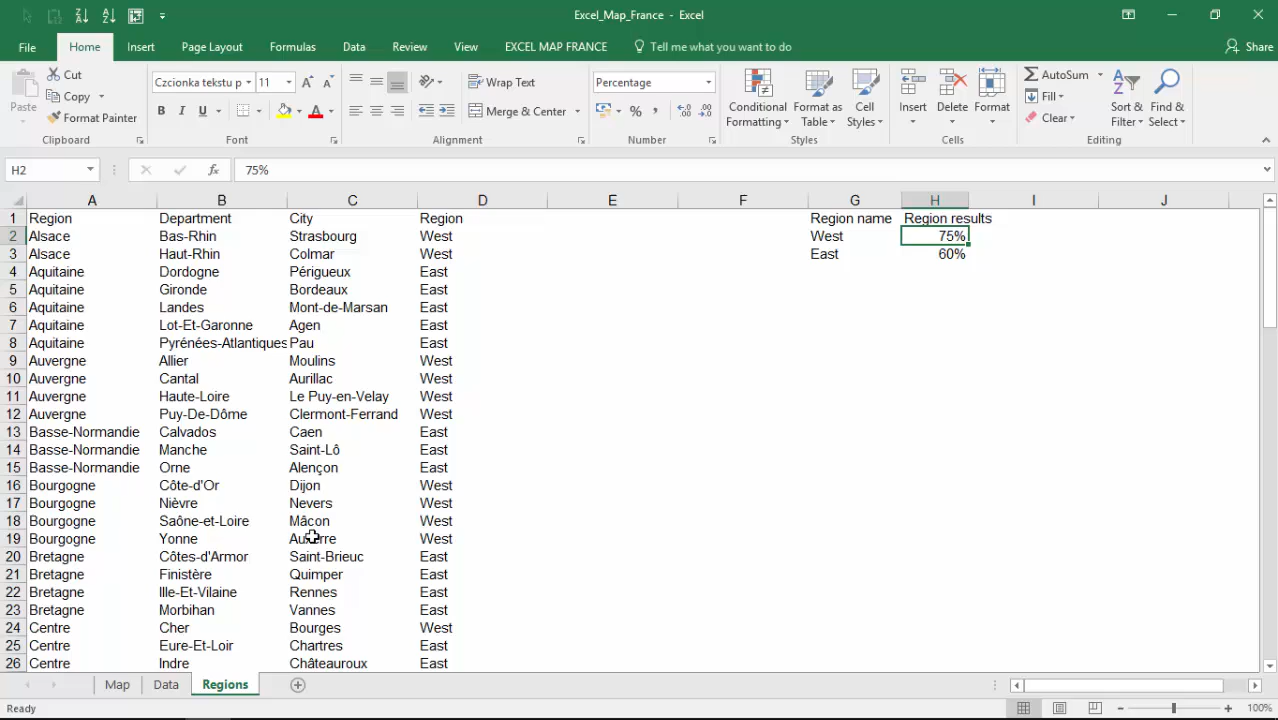 Excel_Map_France - Excel
File Home Insert Page Layout Formulas Data Review View EXCEL MAP FRANCE Tell me what you want to do Share
Paste Cut Copy Format Painter Clipboard
Czcionka tekstu p 11 A A B I U A Font
Wrap Text Merge & Center Alignment
Percentage % , Number
Conditional Formatting Format as Table Cell Styles Styles
Insert Delete Format Cells
AutoSum Fill Clear Sort & Filter Find & Select Editing
H2 fx 75%
A B C D E F G H I J
1 Region Department City Region Region name Region results
2 Alsace Bas-Rhin Strasbourg West West 75%
3 Alsace Haut-Rhin Colmar West East 60%
4 Aquitaine Dordogne Périgueux East
5 Aquitaine Gironde Bordeaux East
6 Aquitaine Landes Mont-de-Marsan East
7 Aquitaine Lot-Et-Garonne Agen East
8 Aquitaine Pyrénées-Atlantiques Pau East
9 Auvergne Allier Moulins West
10 Auvergne Cantal Aurillac West
11 Auvergne Haute-Loire Le Puy-en-Velay West
12 Auvergne Puy-De-Dôme Clermont-Ferrand West
13 Basse-Normandie Calvados Caen East
14 Basse-Normandie Manche Saint-Lô East
15 Basse-Normandie Orne Alençon East
16 Bourgogne Côte-d'Or Dijon West
17 Bourgogne Nièvre Nevers West
18 Bourgogne Saône-et-Loire Mâcon West
19 Bourgogne Yonne Auxerre West
20 Bretagne Côtes-d'Armor Saint-Brieuc East
21 Bretagne Finistère Quimper East
22 Bretagne Ille-Et-Vilaine Rennes East
23 Bretagne Morbihan Vannes East
24 Centre Cher Bourges West
25 Centre Eure-Et-Loir Chartres East
26 Centre Indre Châteauroux East
Map Data Regions
Ready 100%